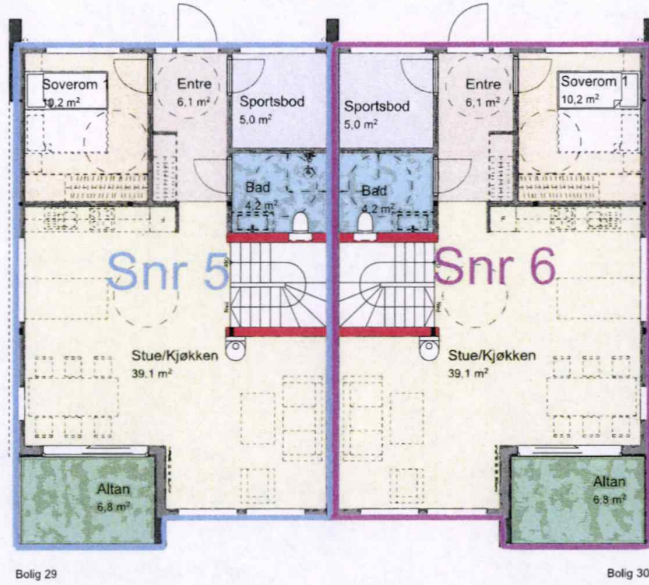 Soverom 1
10,2 m²
Entre
6,1 m²
Sportsbod
5,0 m²
Bad
4,2 m²
Snr 5
Stue/Kjøkken
39.1 m²
Altan
6,8 m²
Bolig 29
Sportsbod
5,0 m²
Entre
6,1 m²
Soverom 1
10,2 m²
Bad
4,2 m²
Snr 6
Stue/Kjøkken
39.1 m²
Altan
6.8 m²
Bolig 30